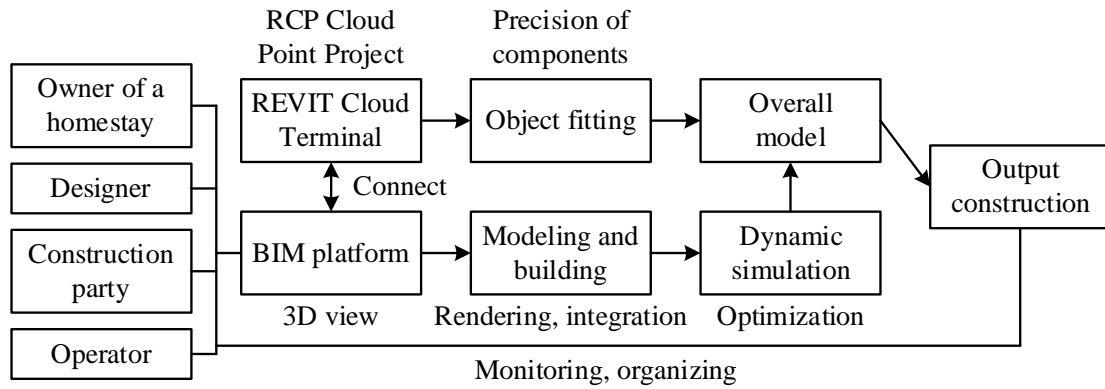 RCP Cloud
Point Project
Precision of
components
Owner of a
homestay
Designer
Construction
party
Operator
REVIT Cloud
Terminal
Object fitting
Overall
model
Connect
Output
construction
BIM platform
Modeling and
building
Dynamic
simulation
3D view
Rendering, integration
Optimization
Monitoring, organizing